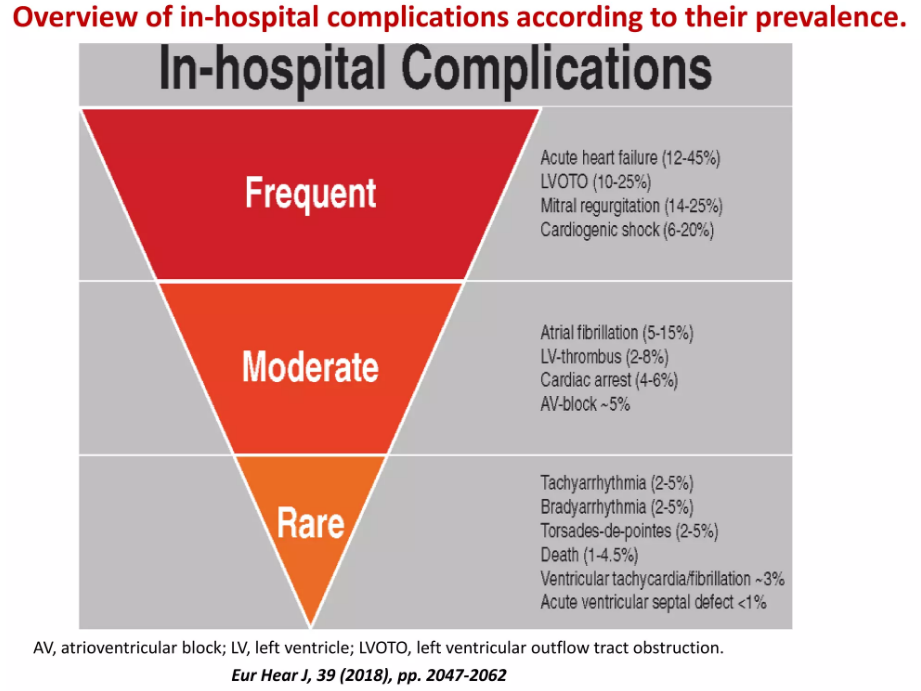 Overview of in-hospital complications according to their prevalence.
In-hospital Complications
Frequent
Acute heart failure (12-45%)
LVOTO (10-25%)
Mitral regurgitation (14-25%)
Cardiogenic shock (6-20%)
Moderate
Atrial fibrillation (5-15%)
LV-thrombus (2-8%)
Cardiac arrest (4-6%)
AV-block ~5%
Rare
Tachyarrhythmia (2-5%)
Bradyarrhythmia (2-5%)
Torsades-de-pointes (2-5%)
Death (1-4.5%)
Ventricular tachycardia/fibrillation ~3%
Acute ventricular septal defect <1%
AV, atrioventricular block; LV, left ventricle; LVOTO, left ventricular outflow tract obstruction.
Eur Hear J, 39 (2018), pp. 2047-2062